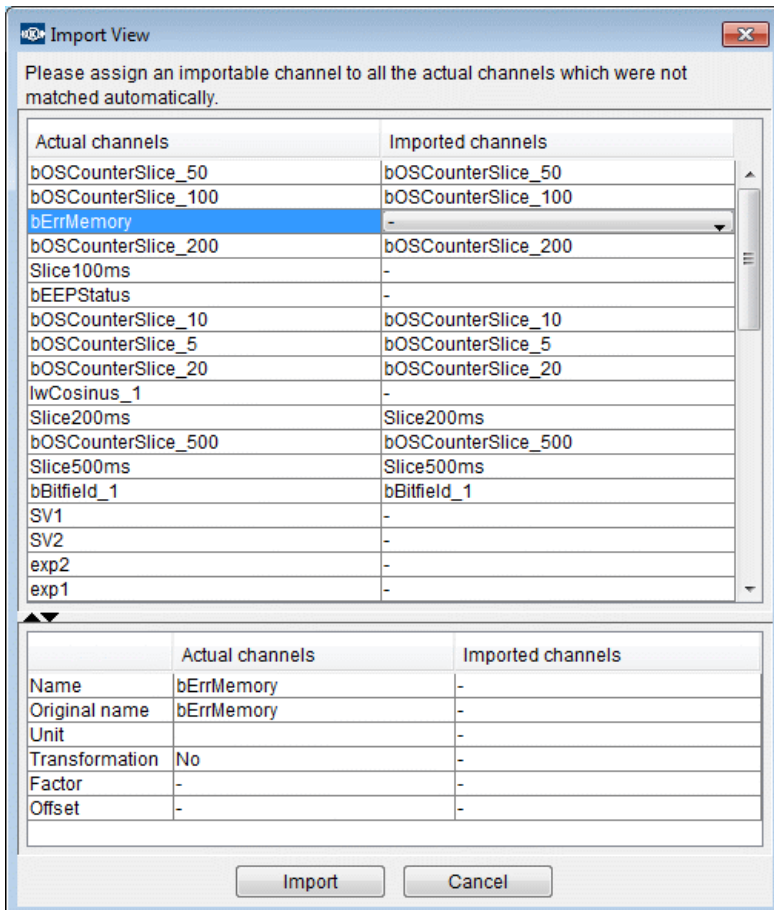 Import View
Please assign an importable channel to all the actual channels which were not
matched automatically.
Actual channels Imported channels
bOSCounterSlice_50 bOSCounterSlice_50
bOSCounterSlice_100 bOSCounterSlice_100
bErrMemory -
bOSCounterSlice_200 bOSCounterSlice_200
Slice100ms -
bEEPStatus -
bOSCounterSlice_10 bOSCounterSlice_10
bOSCounterSlice_5 bOSCounterSlice_5
bOSCounterSlice_20 bOSCounterSlice_20
lwCosinus_1 -
Slice200ms Slice200ms
bOSCounterSlice_500 bOSCounterSlice_500
Slice500ms Slice500ms
bBitfield_1 bBitfield_1
SV1 -
SV2 -
exp2 -
exp1 -
Actual channels Imported channels
Name bErrMemory -
Original name bErrMemory -
Unit -
Transformation No -
Factor - -
Offset - -
Import Cancel